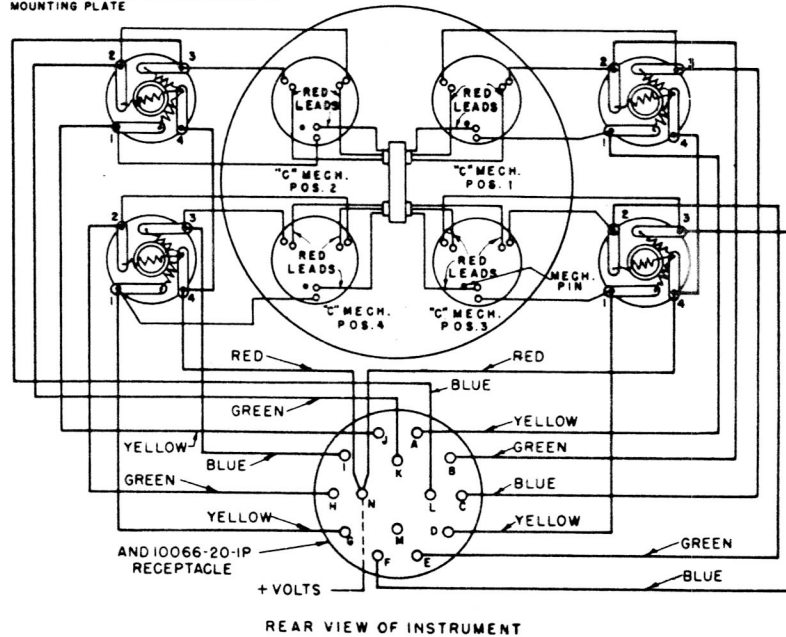 MOUNTING PLATE
2
3
1
4
RED
LEADS
"C" MECH.
POS. 2
RED
LEADS
"C" MECH.
POS. 1
2
3
1
4
2
3
1
4
RED
LEADS
"C" MECH.
POS. 4
RED
LEADS
"C" MECH.
POS. 3
MECH.
PIN
2
3
1
4
RED
RED
BLUE
GREEN
YELLOW
YELLOW
GREEN
BLUE
GREEN
BLUE
YELLOW
YELLOW
GREEN
BLUE
J
A
I
K
B
H
N
L
C
G
M
D
F
E
AND10066-20-1P
RECEPTACLE
+ VOLTS
REAR VIEW OF INSTRUMENT